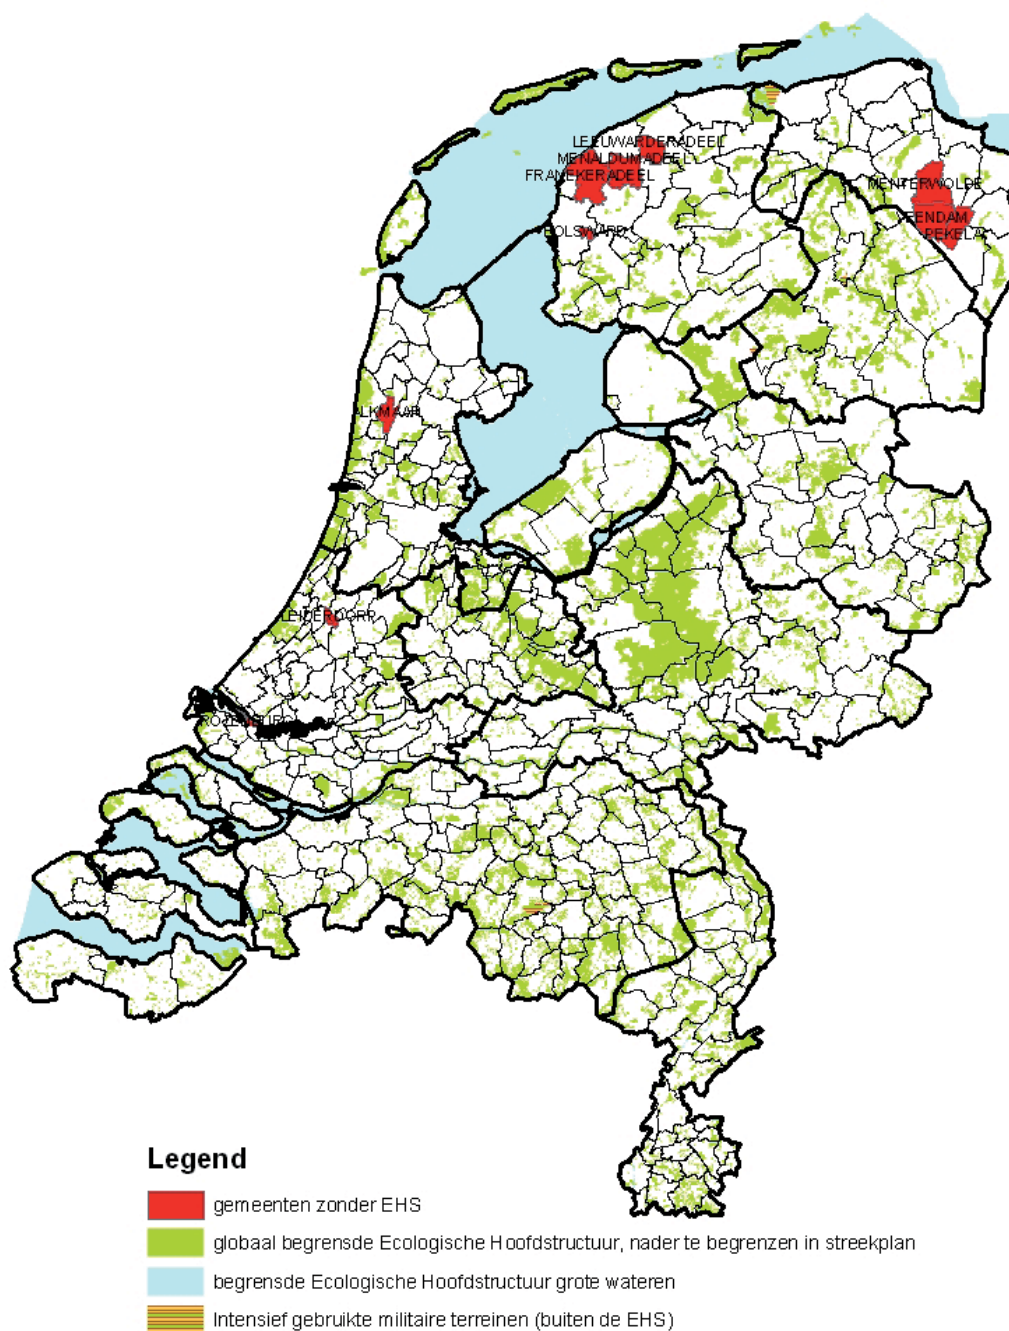 LEEUWARDERADEEL
MENALDUMADEEL
FRANEKERADEEL
BOLSWARD
MENTERWOLDE
VEENDAM
PEKELA
ALKMAAR
LEIDERDORP
ROZENBURG
Legend
gemeenten zonder EHS
globaal begrensde Ecologische Hoofdstructuur, nader te begrenzen in streekplan
begrensde Ecologische Hoofdstructuur grote wateren
Intensief gebruikte militaire terreinen (buiten de EHS)